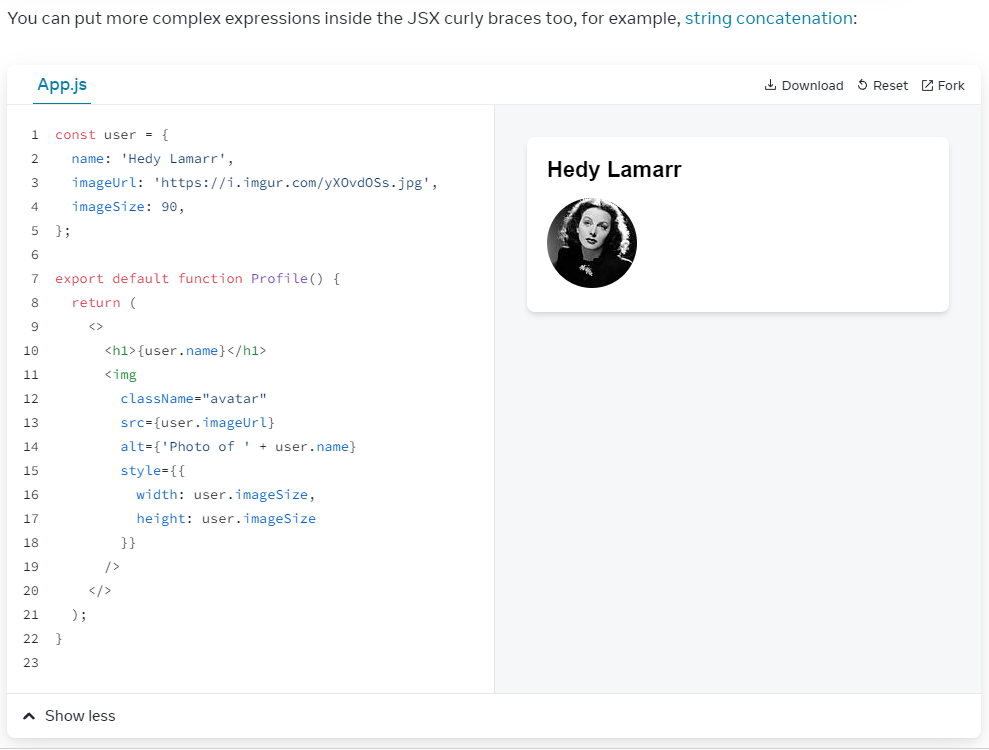 You can put more complex expressions inside the JSX curly braces too, for example, string concatenation:
App.js
Download Reset Fork
1 const user = {
2   name: 'Hedy Lamarr',
3   imageUrl: 'https://i.imgur.com/yXOvdOSs.jpg',
4   imageSize: 90,
5 };
6
7 export default function Profile() {
8   return (
9     <>
10       <h1>{user.name}</h1>
11       <img
12         className="avatar"
13         src={user.imageUrl}
14         alt={'Photo of ' + user.name}
15         style={{
16           width: user.imageSize,
17           height: user.imageSize
18         }}
19       />
20     </>
21   );
22 }
23
Hedy Lamarr
Show less